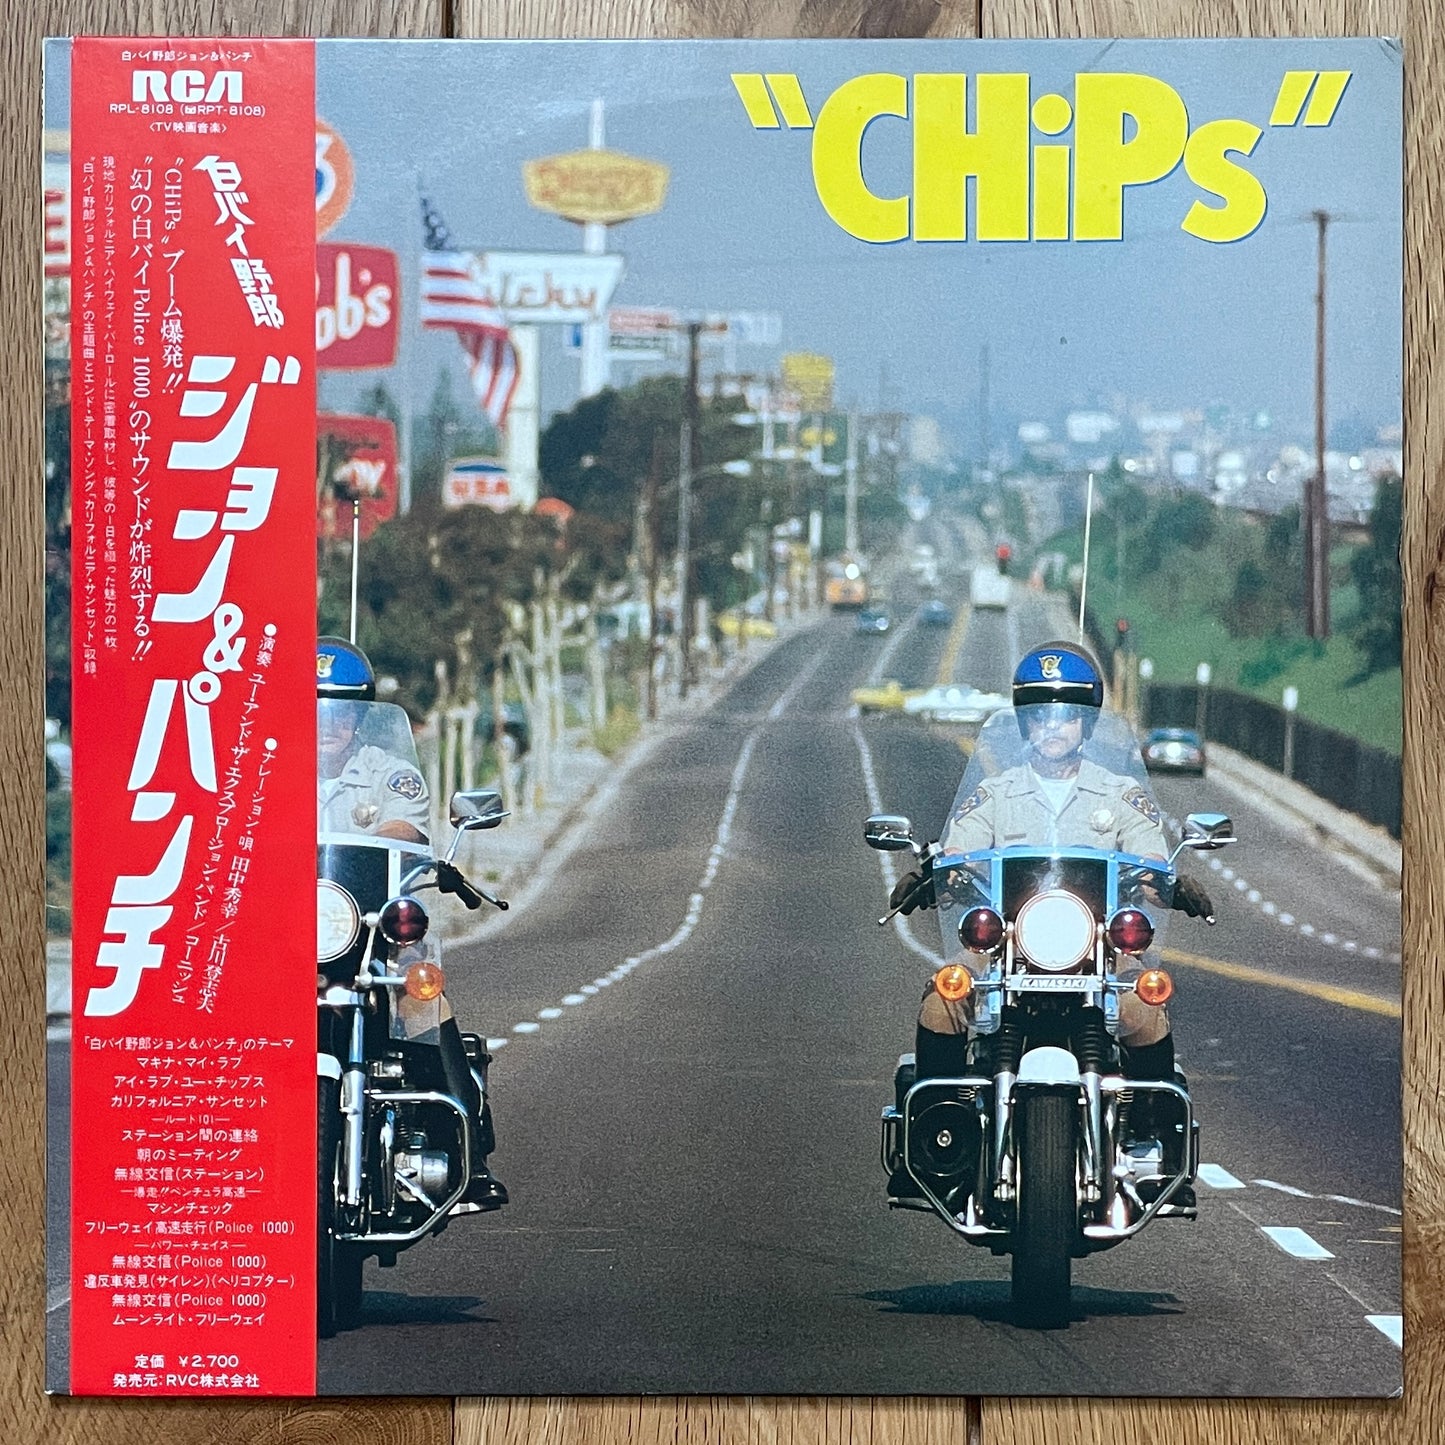 白バイ野郎ジョン&パンチ
RCA
RPL-8108 (RPT-8108)
〈TV映画音楽〉
白バイ野郎
ジョン&パンチ
"CHiPs"ブーム爆発!!
"幻の白バイPolice 1000"のサウンドが炸烈する!!
現地カリフォルニア・ハイウェイ・パトロールに密着取材し、彼等の1日を綴った魅力の一枚。
"白バイ野郎ジョン&パンチ"の主題曲とエンド・テーマ・ソング「カリフォルニア・サンセット」収録。
●演奏 ユー・アンド・ザ・エクスプロージョン・バンド/コーニッシュ
●ナレーション・唄 田中秀幸/古川登志夫
「白バイ野郎ジョン&パンチ」のテーマ
マキナ・マイ・ラブ
アイ・ラブ・ユー・チップス
カリフォルニア・サンセット
—ルート101—
ステーション間の連絡
朝のミーティング
無線交信(ステーション)
—爆走!!ベンチュラ高速—
マシンチェック
フリーウェイ高速走行(Police 1000)
—パワー・チェイス—
無線交信(Police 1000)
違反車発見(サイレン)(ヘリコプター)
無線交信(Police 1000)
ムーンライト・フリーウェイ
定価 ¥2,700
発売元:RVC株式会社
"CHiPs"
ob's
USA
KAWASAKI